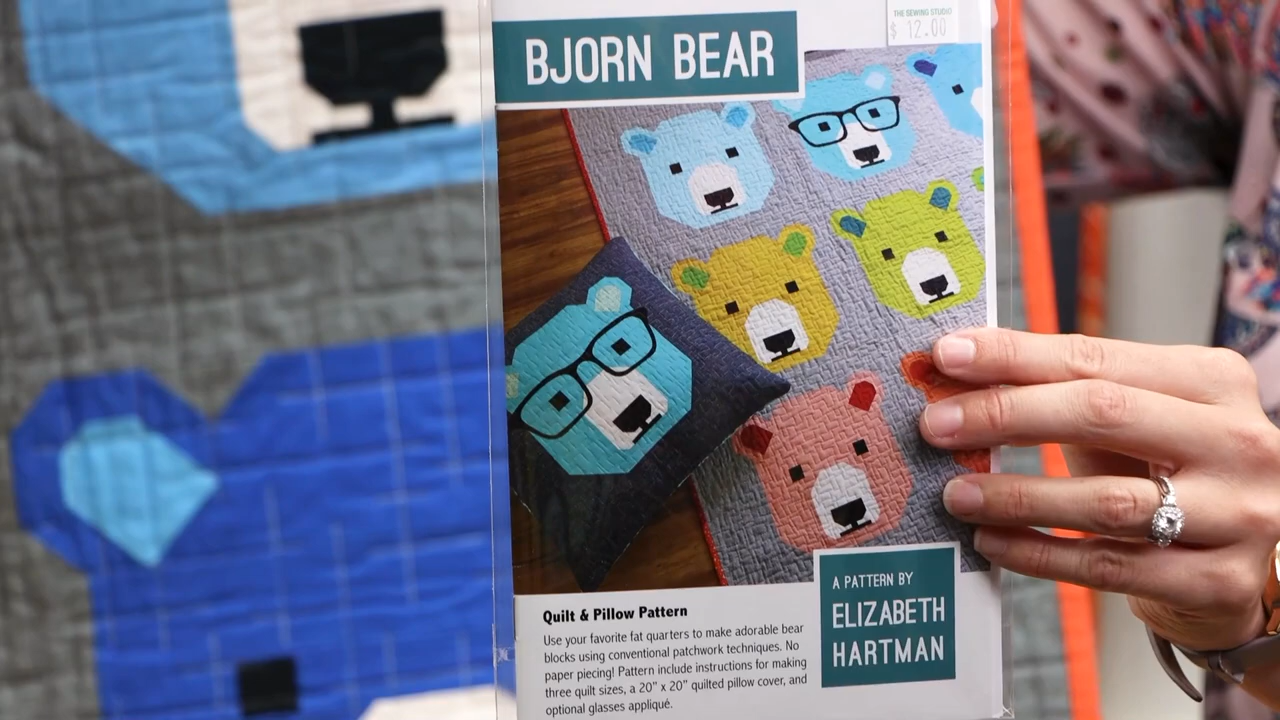 THE SEWING STUDIO
$ 12.00
BJORN BEAR
A PATTERN BY
ELIZABETH
HARTMAN
Quilt & Pillow Pattern
Use your favorite fat quarters to make adorable bear
blocks using conventional patchwork techniques. No
paper piecing! Pattern include instructions for making
three quilt sizes, a 20" x 20" quilted pillow cover, and
optional glasses appliqué.